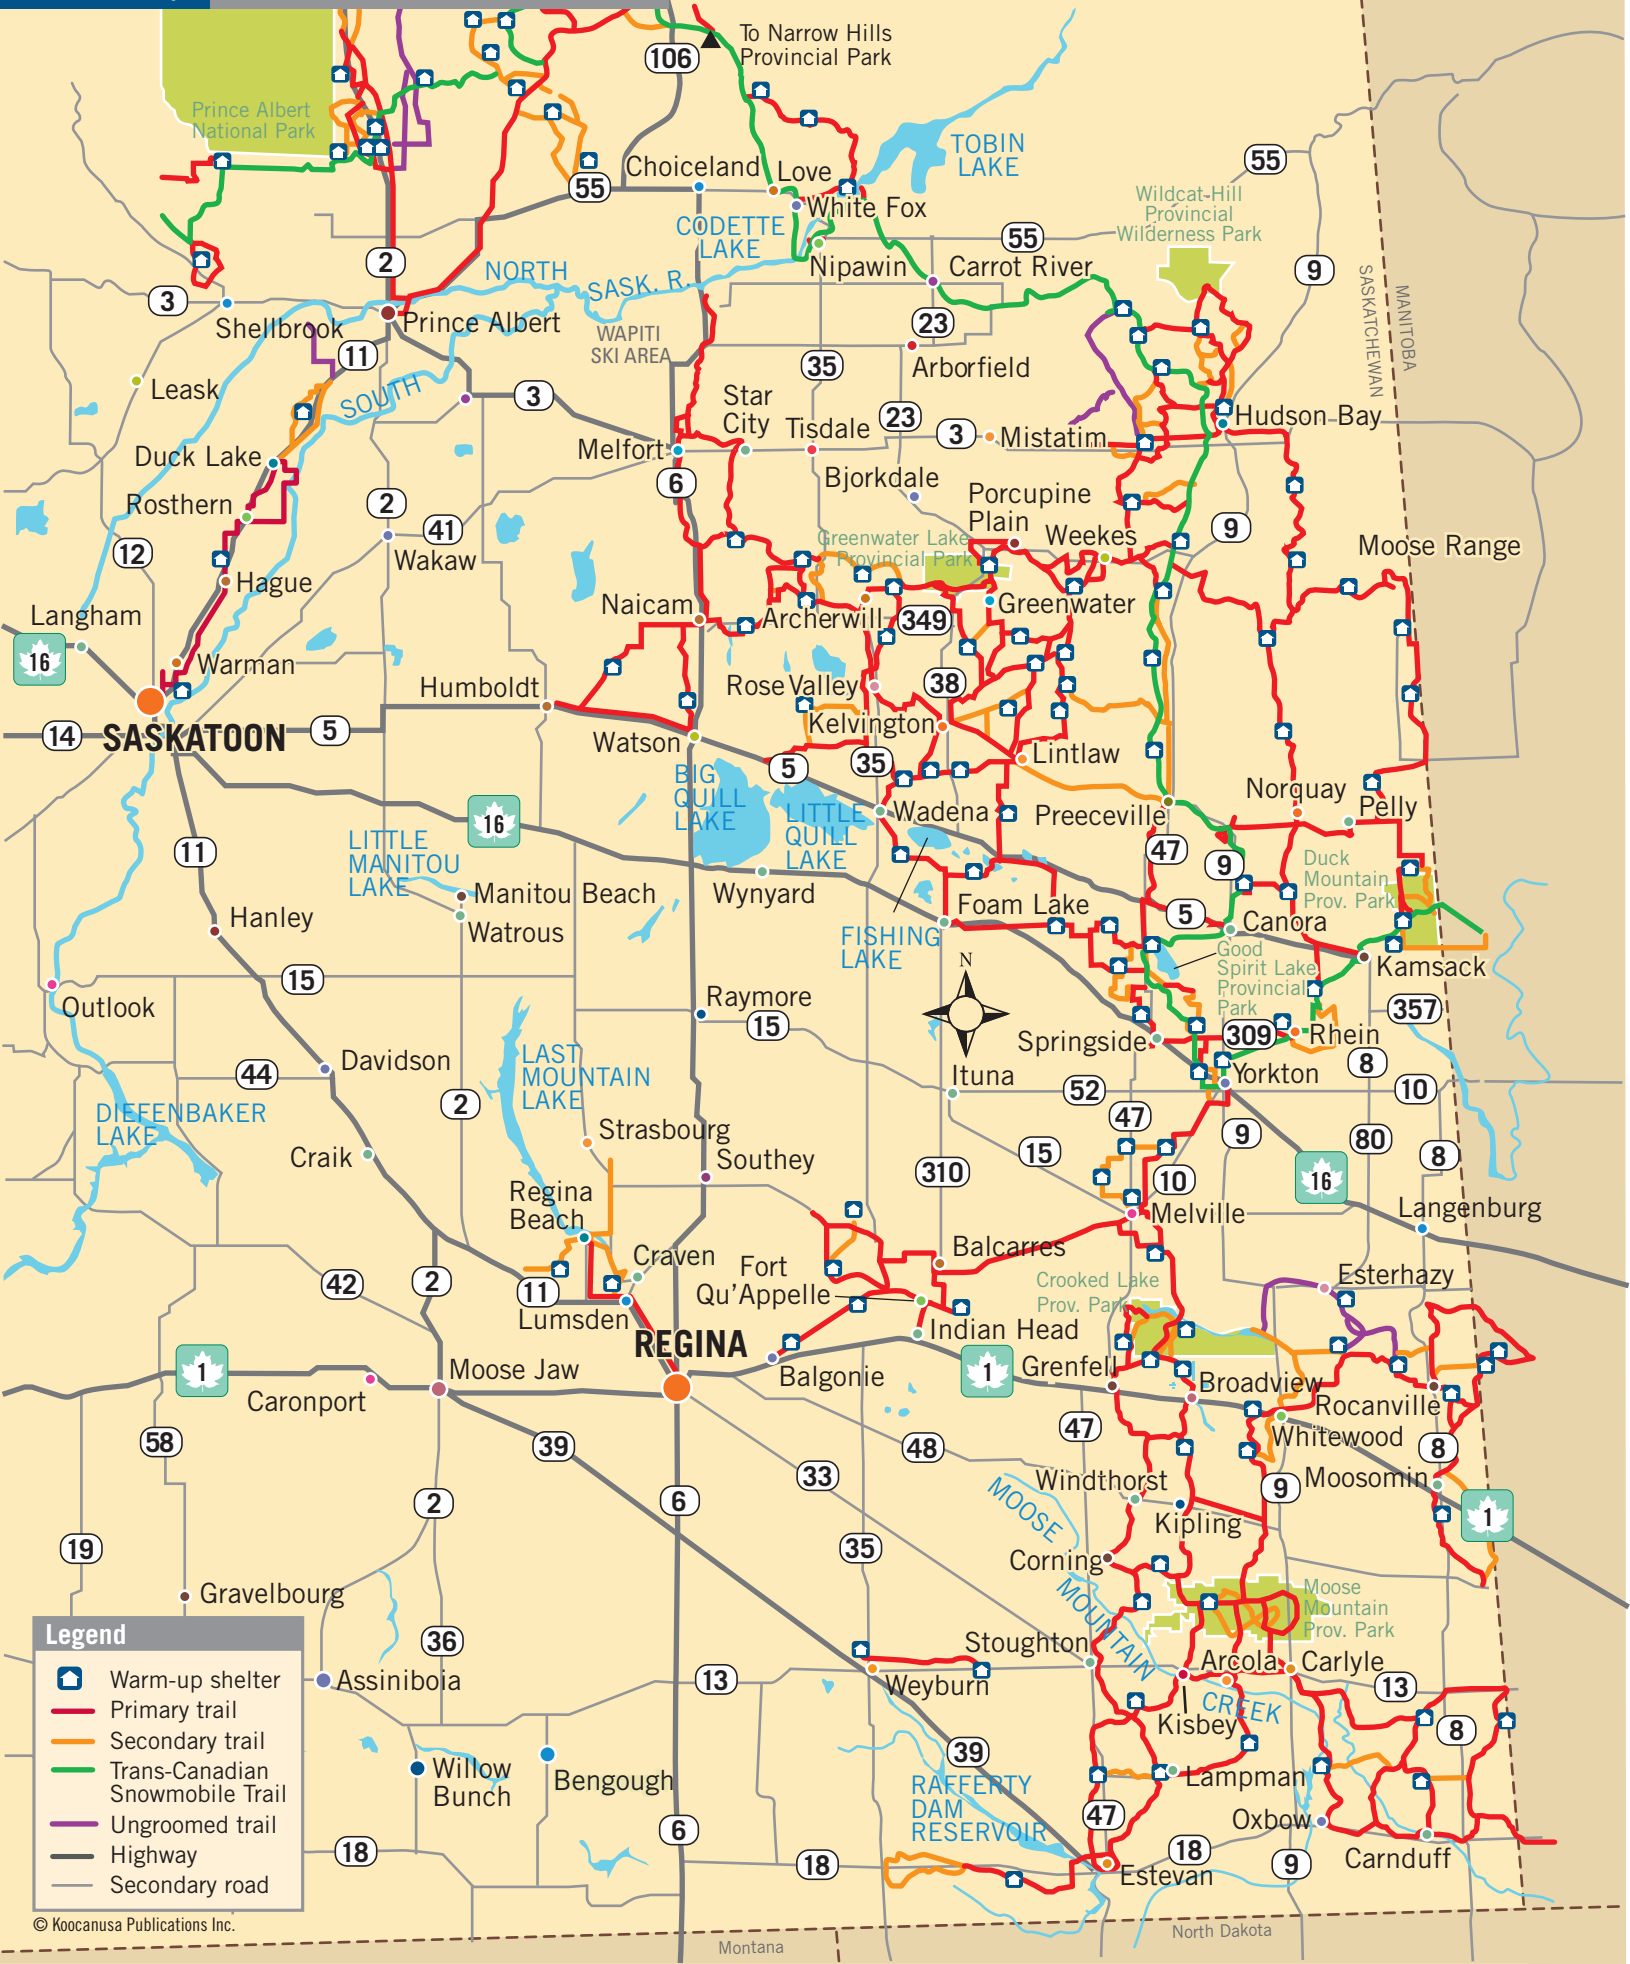 To Narrow Hills
Provincial Park
106
Prince Albert
National Park
TOBIN
LAKE
Choiceland
Love
55
55
White Fox
CODETTE
LAKE
Wildcat-Hill
Provincial
Wilderness Park
55
Nipawin
Carrot River
2
NORTH
SASK. R.
9
3
Shellbrook
Prince Albert
WAPITI
SKI AREA
23
SASKATCHEWAN
MANITOBA
11
35
Arborfield
Leask
SOUTH
3
Star
City
23
Tisdale
3
Mistatim
Hudson Bay
Duck Lake
Melfort
6
Bjorkdale
Rosthern
2
41
Porcupine
Plain
Weekes
9
12
Wakaw
Greenwater Lake
Provincial Park
Moose Range
Hague
Langham
Naicam
Archerwill
349
Greenwater
16
Warman
Humboldt
Rose Valley
38
Kelvington
14
SASKATOON
5
Watson
5
35
Lintlaw
BIG
QUILL
LAKE
LITTLE
QUILL
LAKE
Wadena
Preeceville
Norquay
Pelly
16
11
LITTLE
MANITOU
LAKE
47
9
Duck
Mountain
Prov. Park
Manitou Beach
Wynyard
Watrous
Hanley
Foam Lake
5
Canora
FISHING
LAKE
N
Good
Spirit Lake
Provincial
Park
Kamsack
15
Outlook
Raymore
15
357
Springside
309
Rhein
Davidson
LAST
MOUNTAIN
LAKE
8
44
Ituna
Yorkton
52
10
2
DIEFENBAKER
LAKE
47
9
80
Strasbourg
Craik
Southey
15
8
310
10
16
Regina
Beach
Melville
Langenburg
Craven
Fort
Qu'Appelle
Balcarres
Crooked Lake
Prov. Park
Esterhazy
42
2
11
Lumsden
REGINA
Indian Head
1
Moose Jaw
Balgonie
1
Grenfell
Caronport
Broadview
Rocanville
47
Whitewood
58
39
48
8
33
Windthorst
9
Moosomin
MOOSE
2
6
Kipling
1
19
35
Corning
Gravelbourg
MOUNTAIN
Moose
Mountain
Prov. Park
36
Stoughton
Arcola
Carlyle
Assiniboia
13
Weyburn
CREEK
13
Kisbey
8
39
Willow
Bunch
Bengough
RAFFERTY
DAM
RESERVOIR
Lampman
6
47
Oxbow
18
18
18
9
Carnduff
Estevan
Legend
Warm-up shelter
Primary trail
Secondary trail
Trans-Canadian
Snowmobile Trail
Ungroomed trail
Highway
Secondary road
© Koocanusa Publications Inc.
Montana
North Dakota